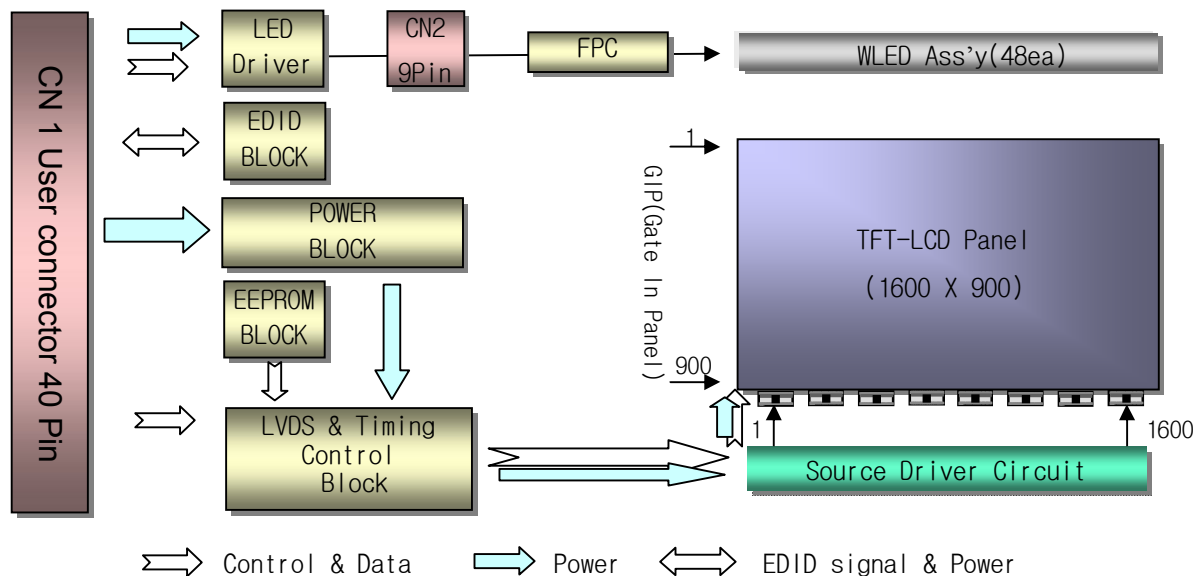 CN 1 User connector 40 Pin
LED
Driver
CN2
9Pin
FPC
WLED Ass'y(48ea)
EDID
BLOCK
POWER
BLOCK
EEPROM
BLOCK
LVDS & Timing
Control
Block
GIP(Gate In Panel)
1
900
TFT-LCD Panel
(1600 X 900)
1
1600
Source Driver Circuit
Control & Data
Power
EDID signal & Power